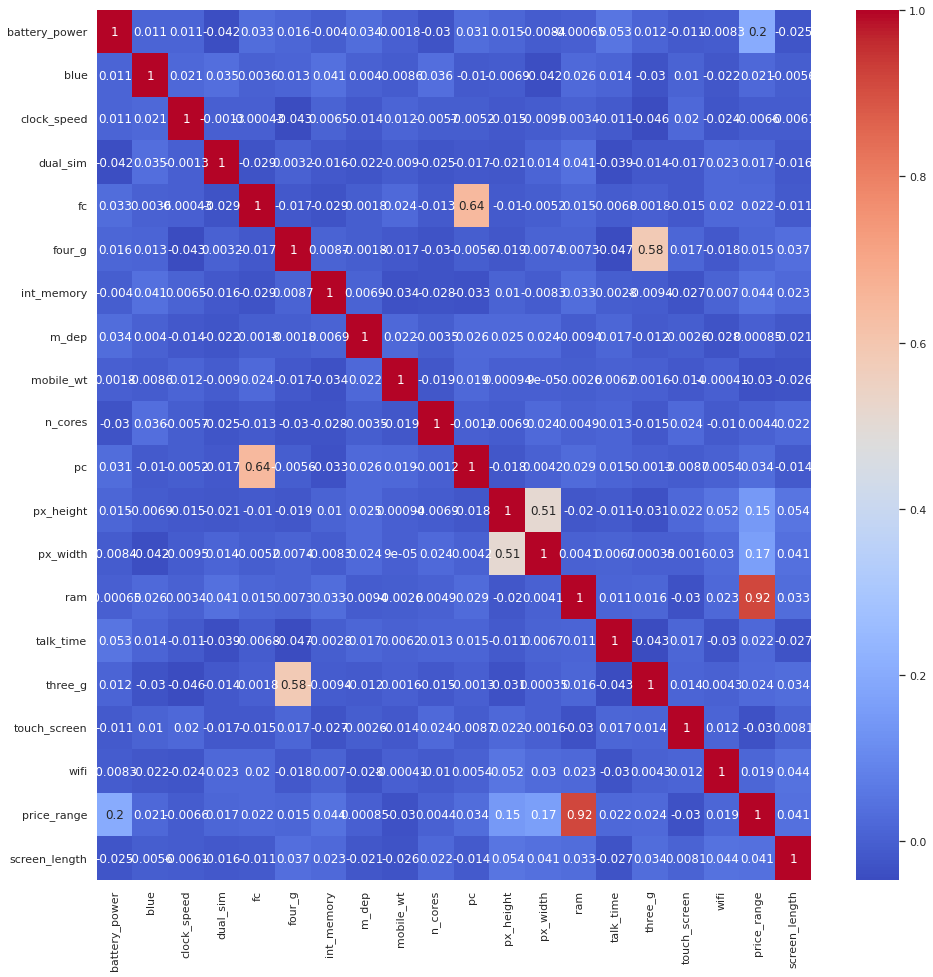 battery_power 1 0.011 0.011 -0.042 0.033 0.016 -0.004 0.034 0.0018 -0.03 0.031 0.015 -0.0084 -0.00065 0.053 0.012 -0.011 -0.0083 0.2 -0.025
blue 0.011 1 0.021 0.035 0.0036 0.013 0.041 0.004 -0.0086 0.036 -0.01 -0.0069 -0.042 0.026 0.014 -0.03 0.01 -0.022 0.021 -0.0056
clock_speed 0.011 0.021 1 -0.0013 -0.00043 -0.043 0.0065 -0.014 0.012 -0.0057 -0.0052 -0.015 -0.0095 0.0034 -0.011 -0.046 0.02 -0.024 -0.0066 -0.0061
dual_sim -0.042 0.035 -0.0013 1 -0.029 -0.0032 -0.016 -0.022 -0.009 -0.025 -0.017 -0.021 0.014 0.041 -0.039 -0.014 -0.017 0.023 0.017 -0.016
fc 0.033 0.0036 -0.00043 -0.029 1 -0.017 -0.029 -0.0018 0.024 -0.013 0.64 -0.01 -0.0052 0.015 -0.0068 0.0018 -0.015 0.02 0.022 -0.011
four_g 0.016 0.013 -0.043 -0.0032 -0.017 1 0.0087 -0.0018 -0.017 -0.03 -0.0056 -0.019 0.0074 0.0073 -0.047 0.58 0.017 -0.018 0.015 0.037
int_memory -0.004 0.041 0.0065 -0.016 -0.029 0.0087 1 0.0069 -0.034 -0.028 -0.033 0.01 -0.0083 0.033 -0.0028 -0.0094 -0.027 0.007 0.044 0.023
m_dep 0.034 0.004 -0.014 -0.022 -0.0018 -0.0018 0.0069 1 0.022 -0.0035 0.026 0.025 0.024 -0.0094 0.017 -0.012 -0.0026 -0.028 0.00085 -0.021
mobile_wt 0.0018 -0.0086 0.012 -0.009 0.024 -0.017 -0.034 0.022 1 -0.019 0.019 0.00094 9e-05 -0.0026 0.0062 0.0016 -0.014 -0.00041 -0.03 -0.026
n_cores -0.03 0.036 -0.0057 -0.025 -0.013 -0.03 -0.028 -0.0035 -0.019 1 -0.0012 -0.0069 0.024 0.0049 0.013 -0.015 0.024 -0.01 0.0044 0.022
pc 0.031 -0.01 -0.0052 -0.017 0.64 -0.0056 -0.033 0.026 0.019 -0.0012 1 -0.018 0.0042 0.029 0.015 -0.0013 -0.0087 0.0054 0.034 -0.014
px_height 0.015 -0.0069 -0.015 -0.021 -0.01 -0.019 0.01 0.025 0.00094 -0.0069 -0.018 1 0.51 -0.02 -0.011 -0.031 0.022 0.052 0.15 0.054
px_width -0.0084 -0.042 -0.0095 0.014 -0.0052 0.0074 -0.0083 0.024 9e-05 0.024 0.0042 0.51 1 0.0041 0.0067 0.00035 -0.0016 0.03 0.17 0.041
ram -0.00065 0.026 0.0034 0.041 0.015 0.0073 0.033 -0.0094 -0.0026 0.0049 0.029 -0.02 0.0041 1 0.011 0.016 -0.03 0.023 0.92 0.033
talk_time 0.053 0.014 -0.011 -0.039 -0.0068 -0.047 -0.0028 0.017 0.0062 0.013 0.015 -0.011 0.0067 0.011 1 -0.043 0.017 -0.03 0.022 -0.027
three_g 0.012 -0.03 -0.046 -0.014 0.0018 0.58 -0.0094 -0.012 0.0016 -0.015 -0.0013 -0.031 0.00035 0.016 -0.043 1 0.014 0.0043 0.024 0.034
touch_screen -0.011 0.01 0.02 -0.017 -0.015 0.017 -0.027 -0.0026 -0.014 0.024 -0.0087 0.022 -0.0016 -0.03 0.017 0.014 1 0.012 -0.03 0.0081
wifi -0.0083 -0.022 -0.024 0.023 0.02 -0.018 0.007 -0.028 -0.00041 -0.01 0.0054 0.052 0.03 0.023 -0.03 0.0043 0.012 1 0.019 0.044
price_range 0.2 0.021 -0.0066 0.017 0.022 0.015 0.044 0.00085 -0.03 0.0044 0.034 0.15 0.17 0.92 0.022 0.024 -0.03 0.019 1 0.041
screen_length -0.025 -0.0056 -0.0061 -0.016 -0.011 0.037 0.023 -0.021 -0.026 0.022 -0.014 0.054 0.041 0.033 -0.027 0.034 0.0081 0.044 0.041 1
battery_power blue clock_speed dual_sim fc four_g int_memory m_dep mobile_wt n_cores pc px_height px_width ram talk_time three_g touch_screen wifi price_range screen_length
1.0
0.8
0.6
0.4
0.2
0.0